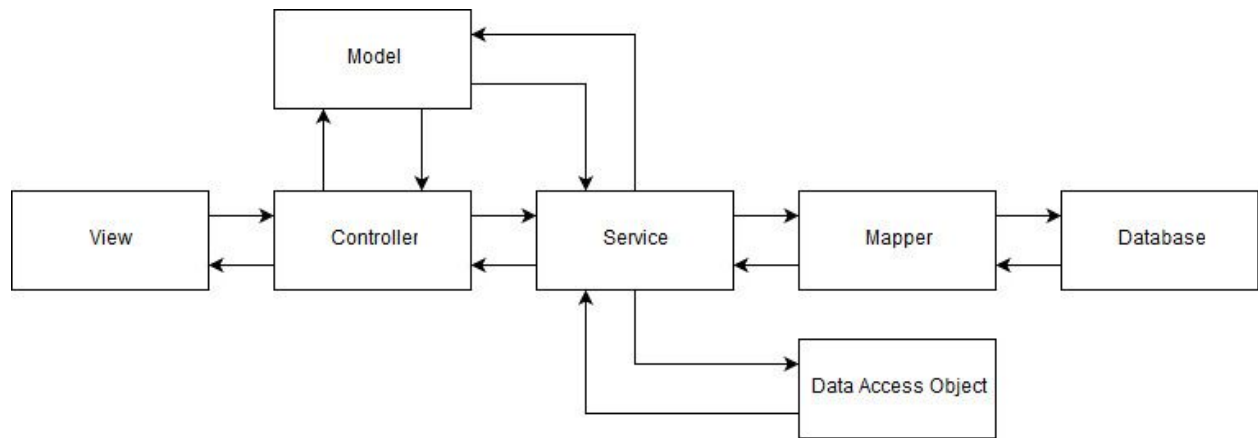 Model
View
Controller
Service
Mapper
Database
Data Access Object